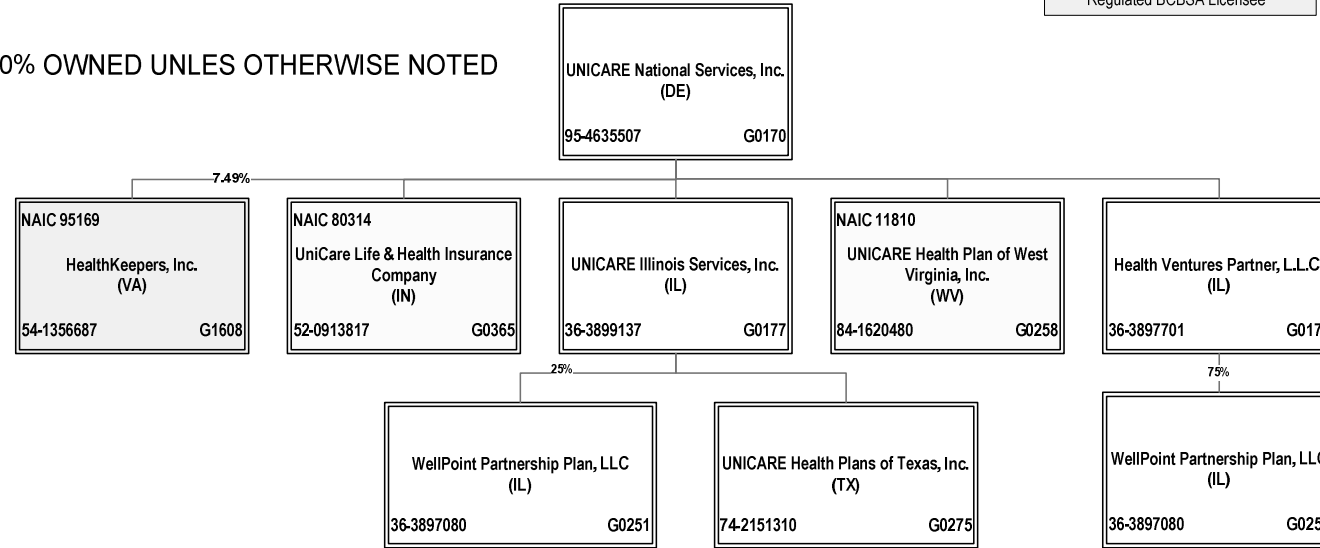 Regulated BCBSA Licensee
0% OWNED UNLES OTHERWISE NOTED
UNICARE National Services, Inc.
(DE)
95-4635507 G0170
7.49%
NAIC 95169
HealthKeepers, Inc.
(VA)
54-1356687 G1608
NAIC 80314
UniCare Life & Health Insurance
Company
(IN)
52-0913817 G0365
UNICARE Illinois Services, Inc.
(IL)
36-3899137 G0177
NAIC 11810
UNICARE Health Plan of West
Virginia, Inc.
(WV)
84-1620480 G0258
Health Ventures Partner, L.L.C
(IL)
36-3897701 G017
25%
75%
WellPoint Partnership Plan, LLC
(IL)
36-3897080 G0251
UNICARE Health Plans of Texas, Inc.
(TX)
74-2151310 G0275
WellPoint Partnership Plan, LLC
(IL)
36-3897080 G025